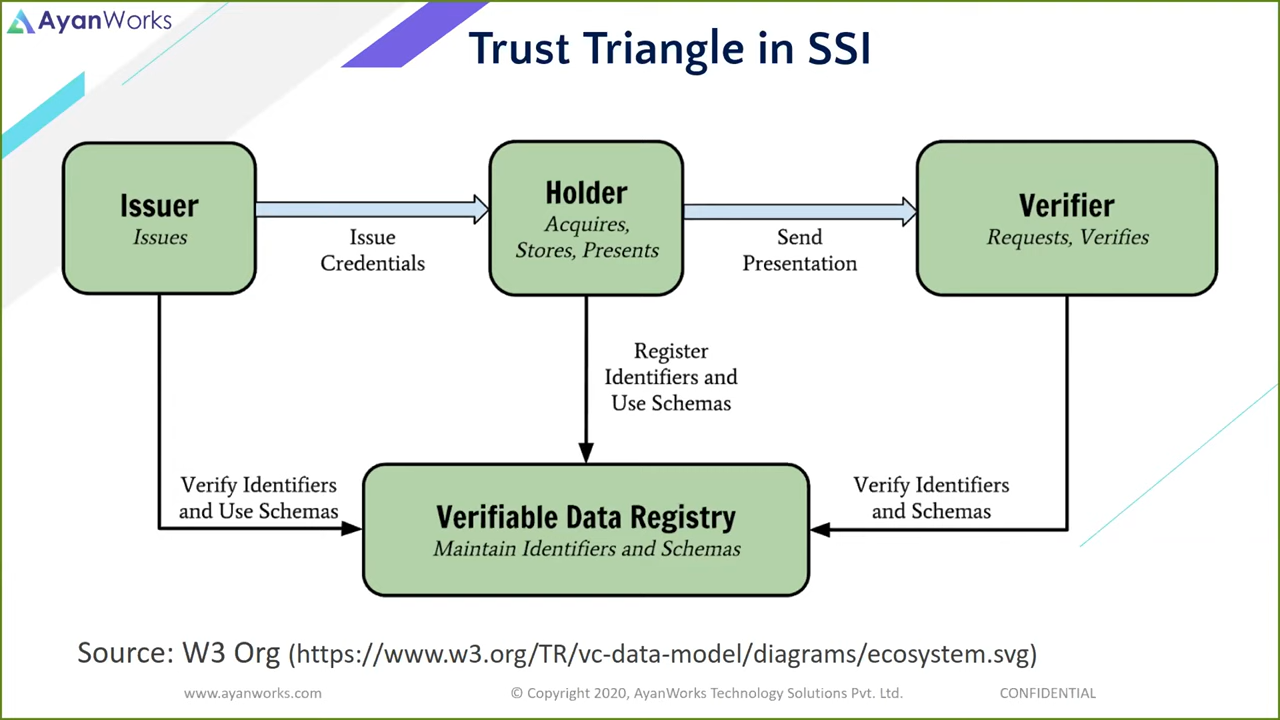 AyanWorks
Trust Triangle in SSI
Issuer
Issues
Issue
Credentials
Holder
Acquires,
Stores, Presents
Send
Presentation
Verifier
Requests, Verifies
Register
Identifiers and
Use Schemas
Verify Identifiers
and Use Schemas
Verify Identifiers
and Schemas
Verifiable Data Registry
Maintain Identifiers and Schemas
Source: W3 Org (https://www.w3.org/TR/vc-data-model/diagrams/ecosystem.svg)
www.ayanworks.com
© Copyright 2020, AyanWorks Technology Solutions Pvt. Ltd.
CONFIDENTIAL